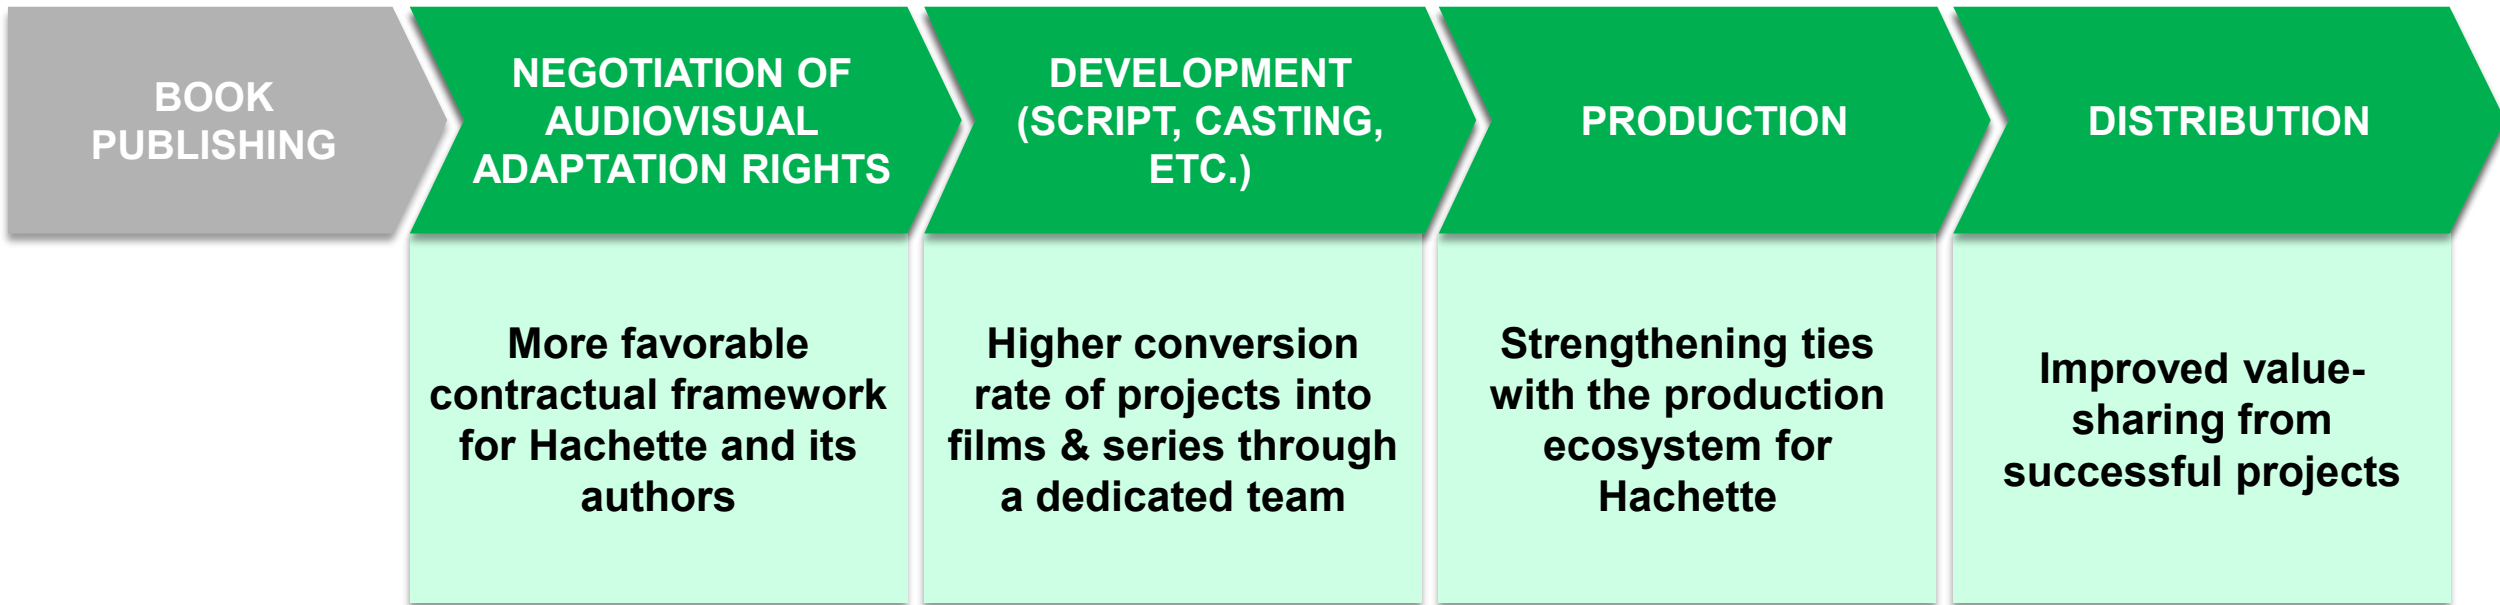 BOOK
PUBLISHING
NEGOTIATION OF
AUDIOVISUAL
ADAPTATION RIGHTS
DEVELOPMENT
(SCRIPT, CASTING,
ETC.)
PRODUCTION
DISTRIBUTION
More favorable
contractual framework
for Hachette and its
authors
Higher conversion
rate of projects into
films & series through
a dedicated team
Strengthening ties
with the production
ecosystem for
Hachette
Improved value-
sharing from
successful projects